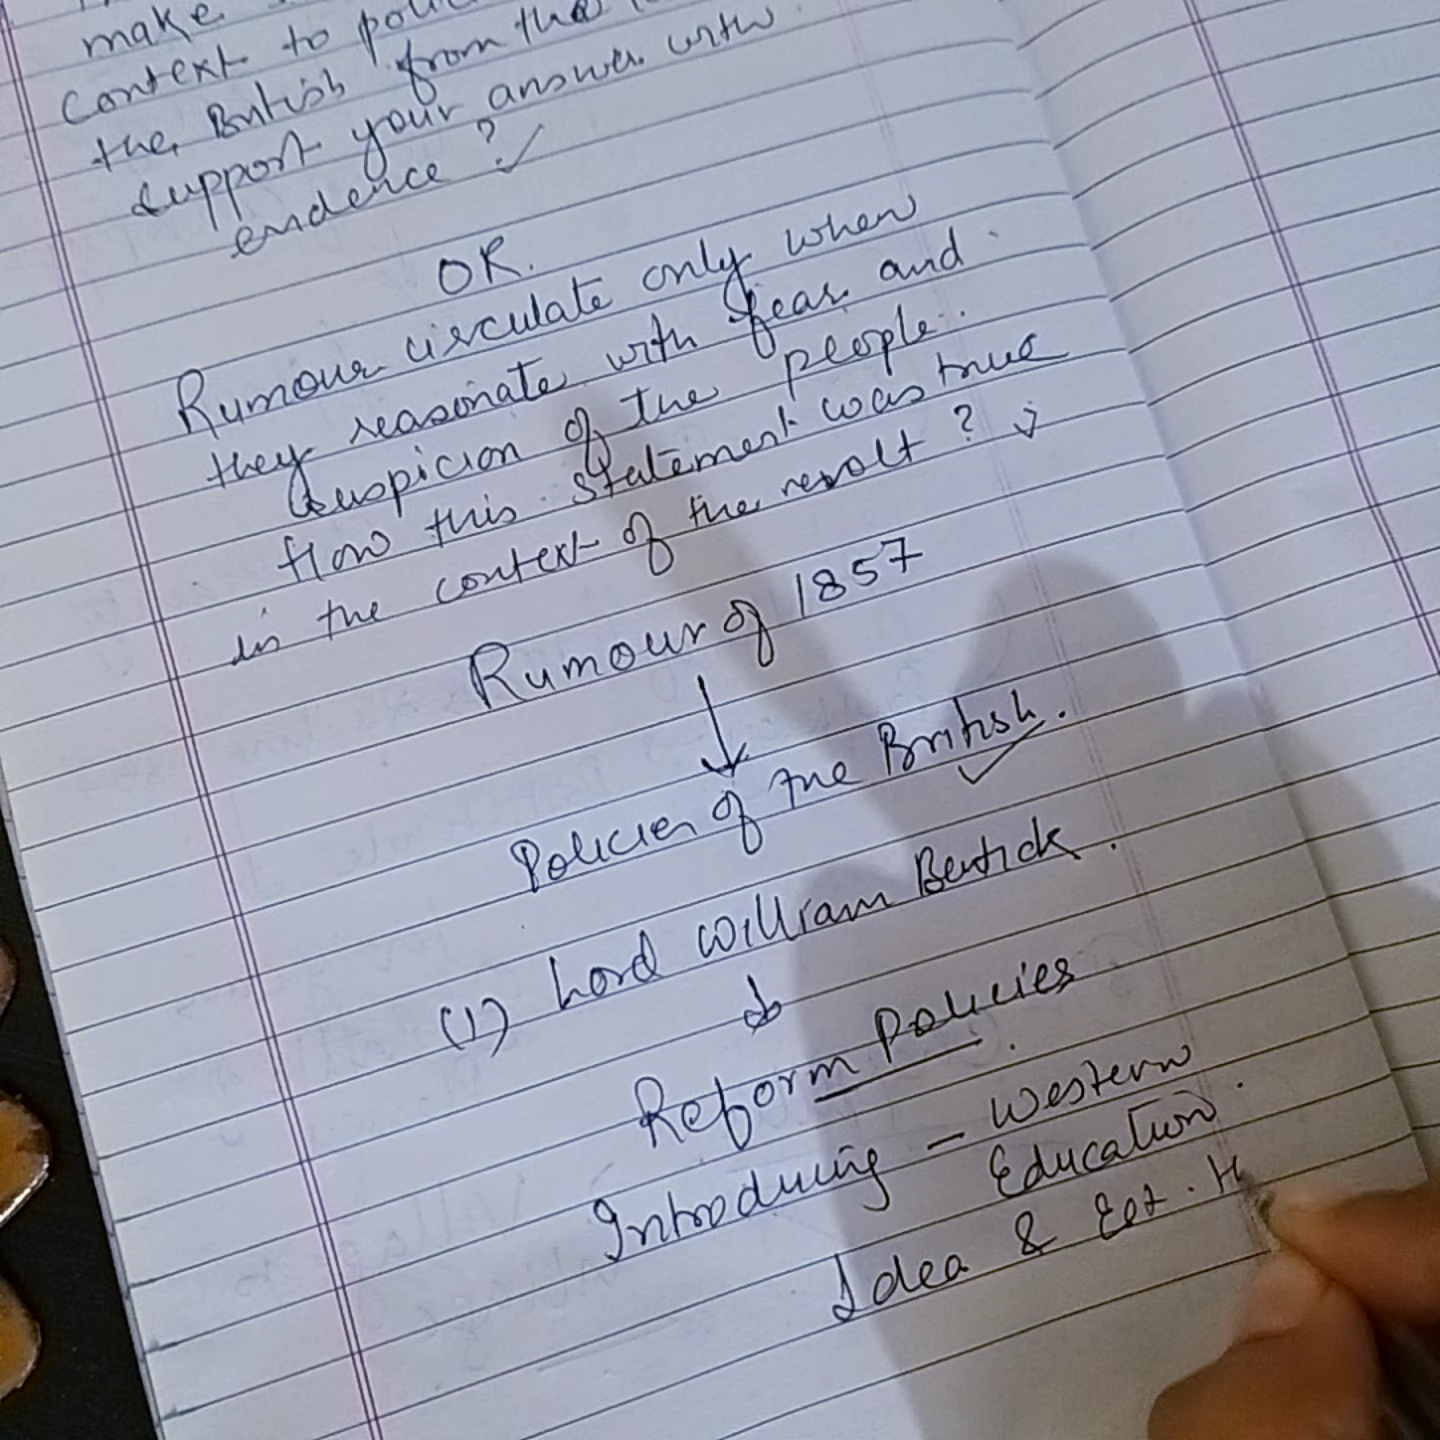 make
context to
the British from the
support your answer with
evidence ?
OR.
Rumour circulate only when
they reasonate with fear and
suspicion of the people.
How this statement was true
in the context of the revolt ?
Rumour of 1857
Policies of the British.
(1) Lord William Bentick.
Reform Policies
Introducing - Western
Education.
Idea & Est. H